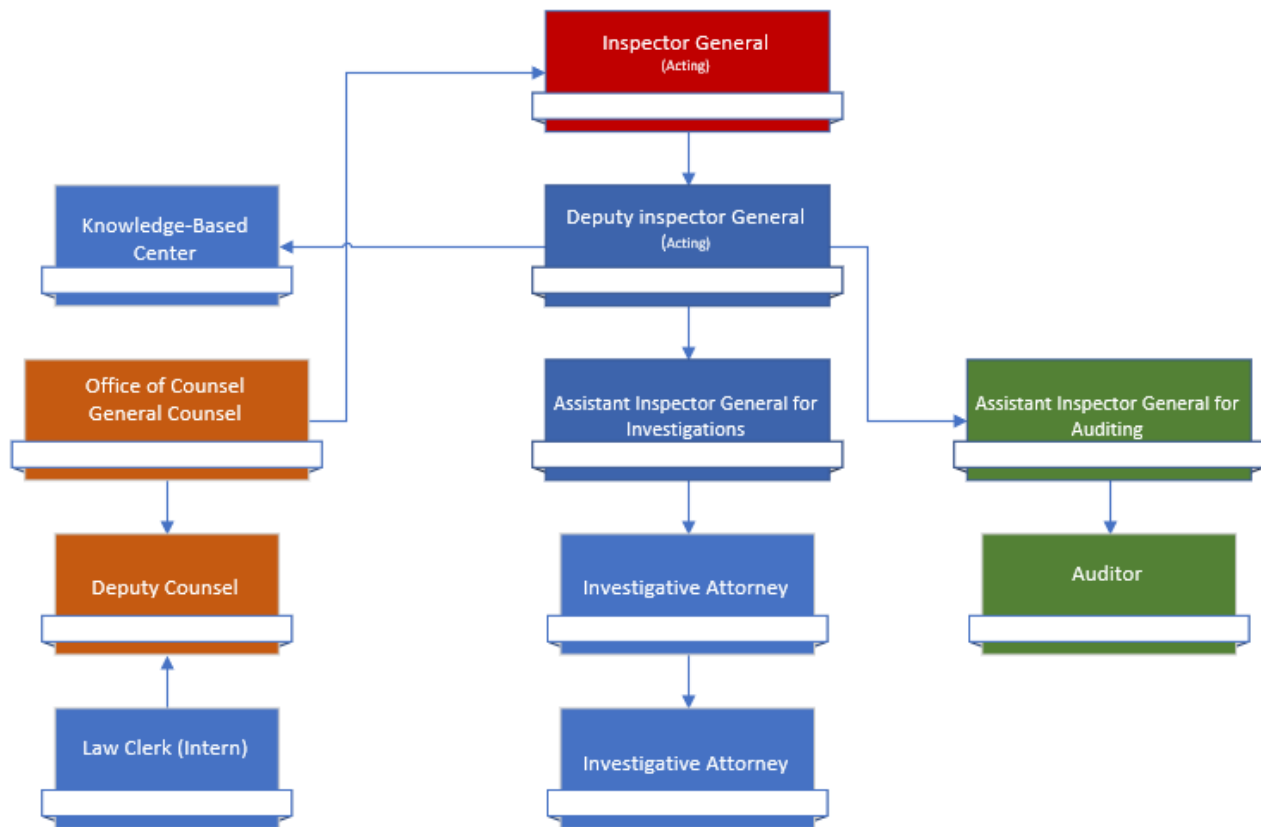 Inspector General
(Acting)
Knowledge-Based
Center
Deputy inspector General
(Acting)
Office of Counsel
General Counsel
Assistant Inspector General for
Investigations
Assistant Inspector General for
Auditing
Deputy Counsel
Investigative Attorney
Auditor
Law Clerk (Intern)
Investigative Attorney